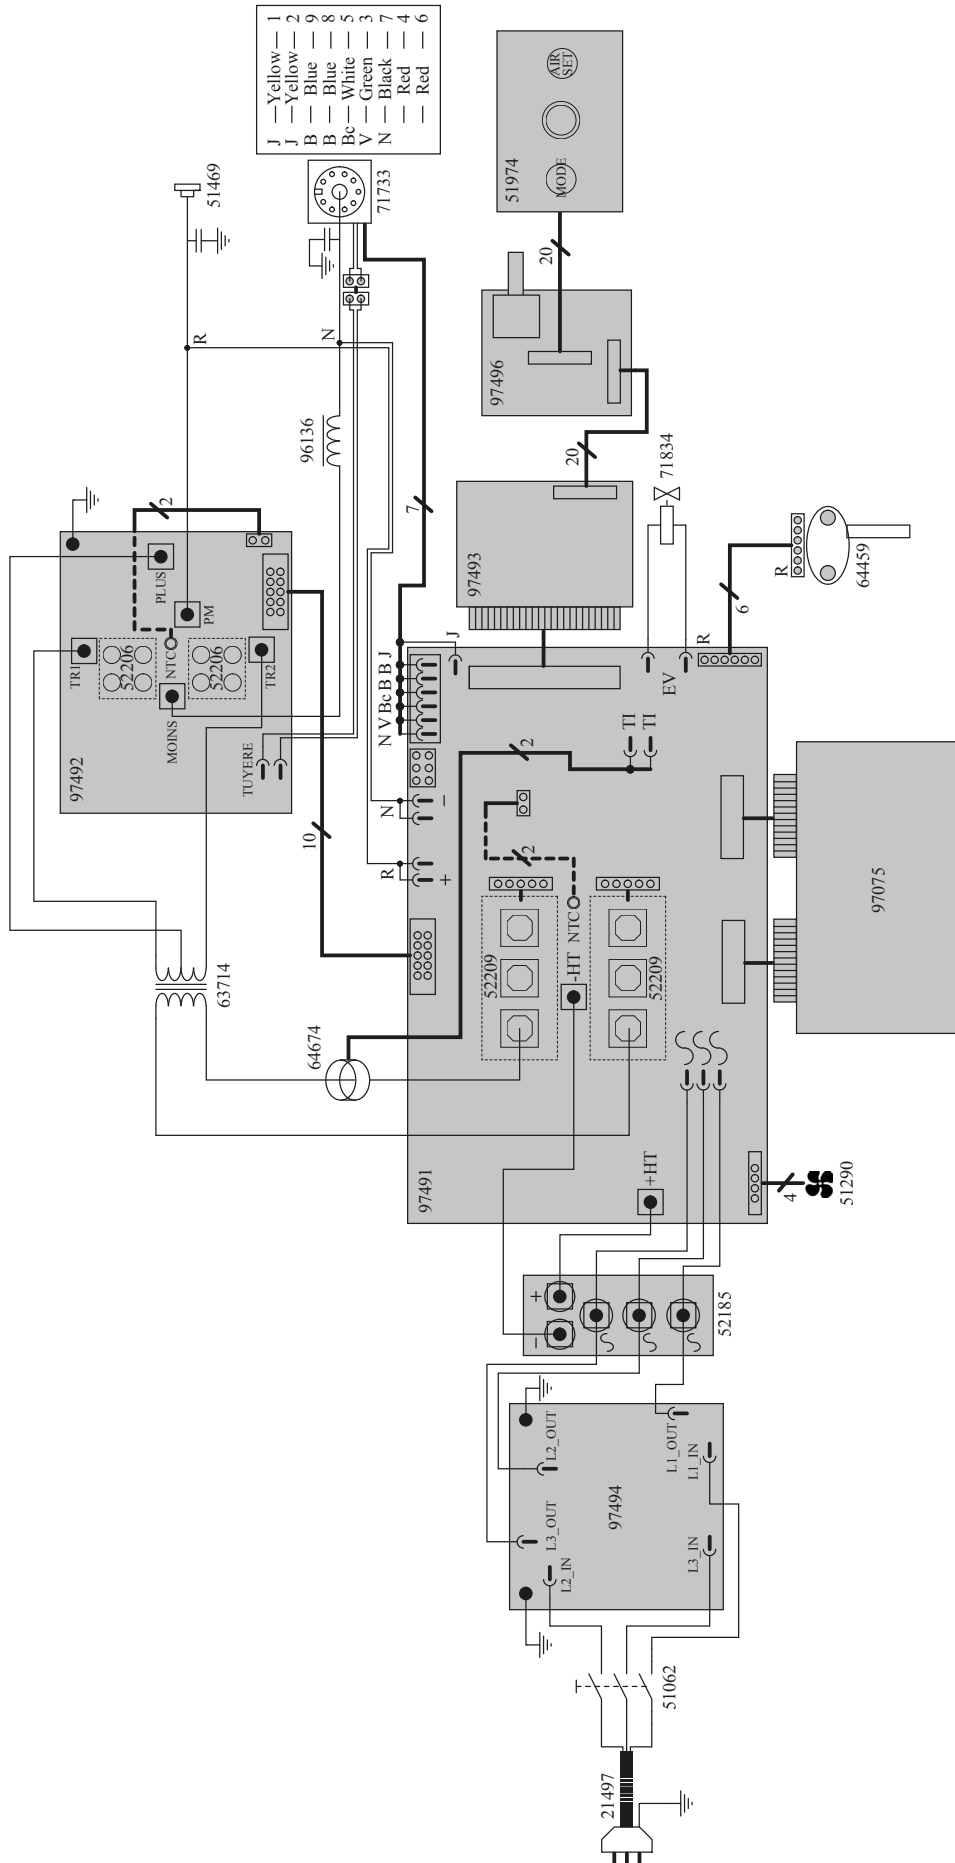 J — Yellow — 1
J — Yellow — 2
B — Blue — 9
B — Blue — 8
Bc — White — 5
V — Green — 3
N — Black — 7
— Red — 4
— Red — 6
51469
71733
R
N
96136
7
2
97492
TR1
PLUS
52206
NTC
PM
52206
TR2
MOINS
TUYERE
10
63714
64674
51974
MODE
AIR
SET
20
97496
20
97493
71834
64459
R
6
R
EV
J
N V Bc B B J
N
−
R
+
TI
TI
2
2
NTC
52209
-HT
52209
97491
+HT
97075
4
51290
52185
−
+
97494
L2_OUT
L3_OUT
L2_IN
L1_OUT
L1_IN
L3_IN
51062
21497